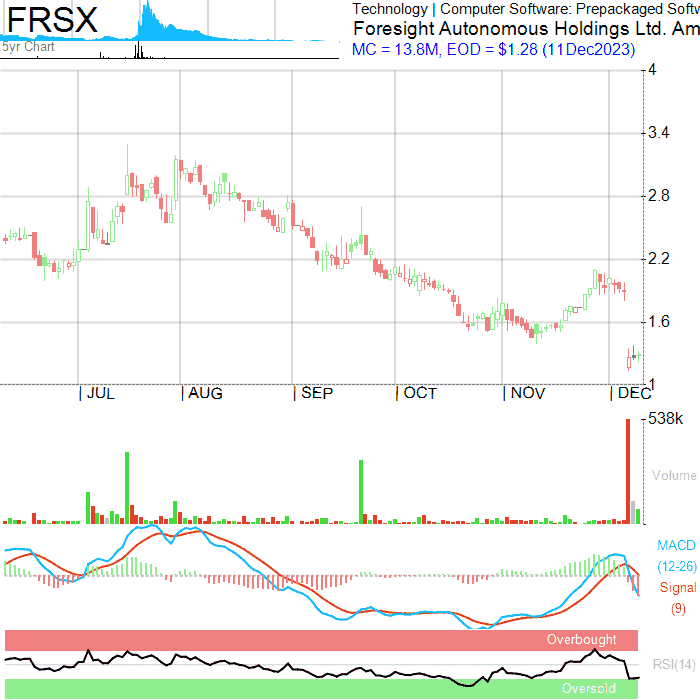 FRSX
5yr Chart
Technology | Computer Software: Prepackaged Softw
Foresight Autonomous Holdings Ltd. Am
MC = 13.8M, EOD = $1.28 (11Dec2023)
4
3.4
2.8
2.2
1.6
1
JUL
AUG
SEP
OCT
NOV
DEC
538k
Volume
MACD
(12-26)
Signal
(9)
Overbought
RSI(14)
Oversold